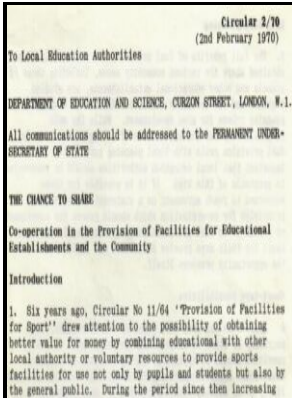 Circular 2/70
(2nd February 1970)
To Local Education Authorities
DEPARTMENT OF EDUCATION AND SCIENCE, CURZON STREET, LONDON, W.1.
All communications should be addressed to the PERMANENT UNDER-
SECRETARY OF STATE
THE CHANCE TO SHARE
Co-operation in the Provision of Facilities for Educational
Establishments and the Community
Introduction
1. Six years ago, Circular No 11/64 ''Provision of Facilities
for Sport'' drew attention to the possibility of obtaining
better value for money by combining educational with other
local authority or voluntary resources to provide sports
facilities for use not only by pupils and students but also by
the general public. During the period since then increasing